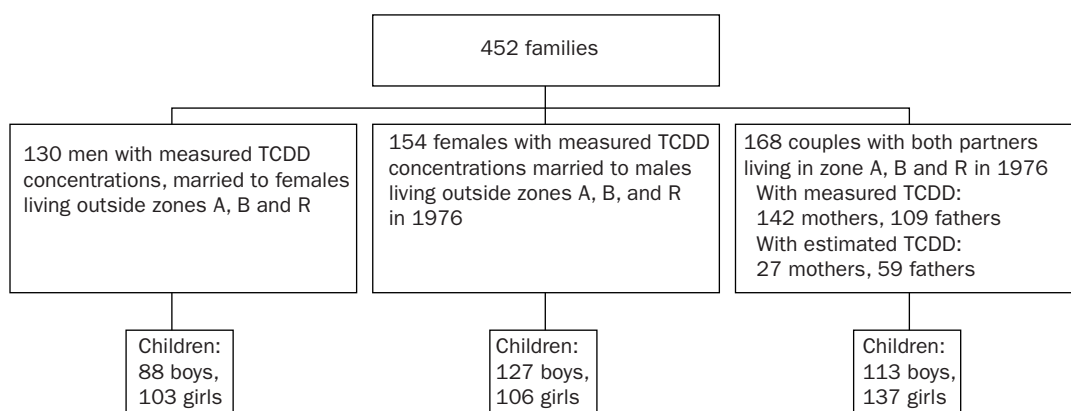 452 families
130 men with measured TCDD
concentrations, married to females
living outside zones A, B and R
154 females with measured TCDD
concentrations married to males
living outside zones A, B, and R
in 1976
168 couples with both partners
living in zone A, B and R in 1976
With measured TCDD:
142 mothers, 109 fathers
With estimated TCDD:
27 mothers, 59 fathers
Children:
88 boys,
103 girls
Children:
127 boys,
106 girls
Children:
113 boys,
137 girls